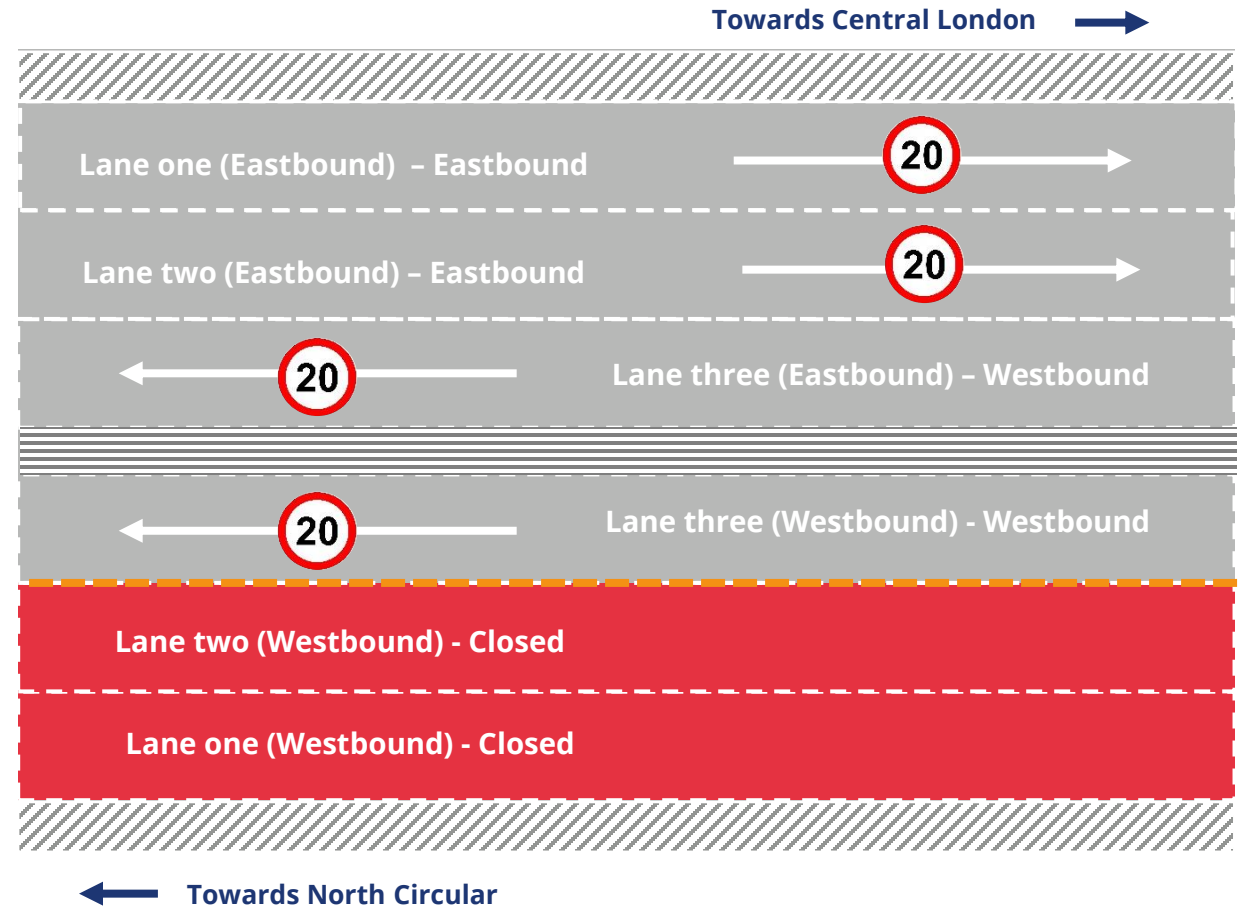 Towards Central London
Lane one (Eastbound) – Eastbound
20
Lane two (Eastbound) – Eastbound
20
20
Lane three (Eastbound) – Westbound
20
Lane three (Westbound) - Westbound
Lane two (Westbound) - Closed
Lane one (Westbound) - Closed
Towards North Circular